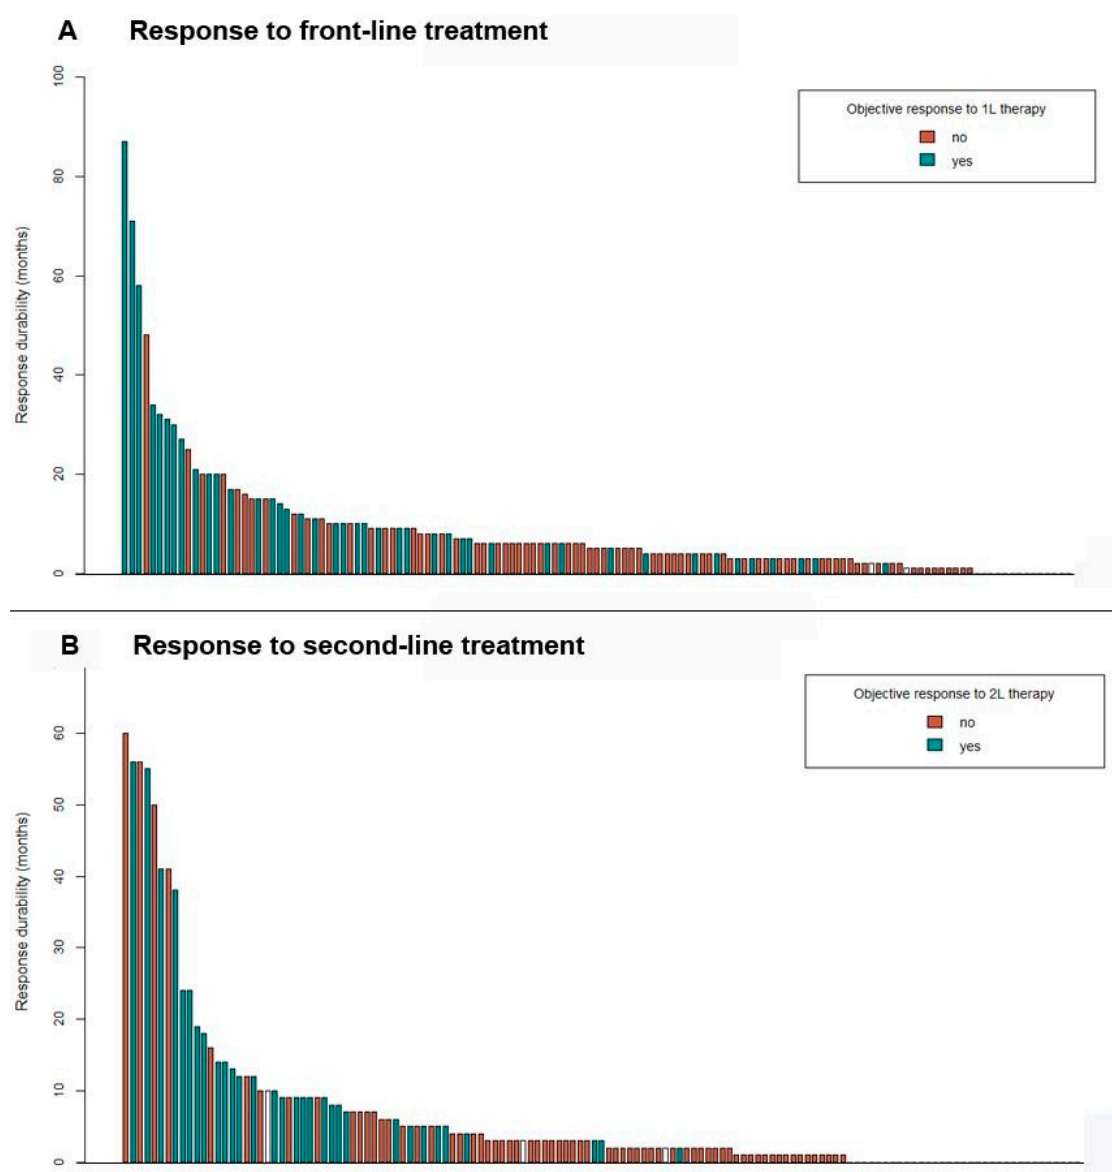 A Response to front-line treatment
100
80
60
40
20
0
Response durability (months)
Objective response to 1L therapy
no
yes
B Response to second-line treatment
60
50
40
30
20
10
0
Response durability (months)
Objective response to 2L therapy
no
yes